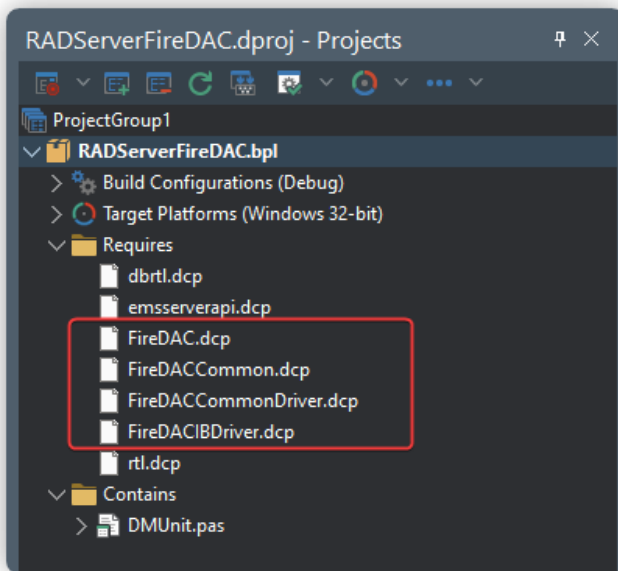 RADServerFireDAC.dproj - Projects
ProjectGroup1
RADServerFireDAC.bpl
Build Configurations (Debug)
Target Platforms (Windows 32-bit)
Requires
dbrtl.dcp
emsserverapi.dcp
FireDAC.dcp
FireDACCommon.dcp
FireDACCommonDriver.dcp
FireDACIBDriver.dcp
rtl.dcp
Contains
DMUnit.pas